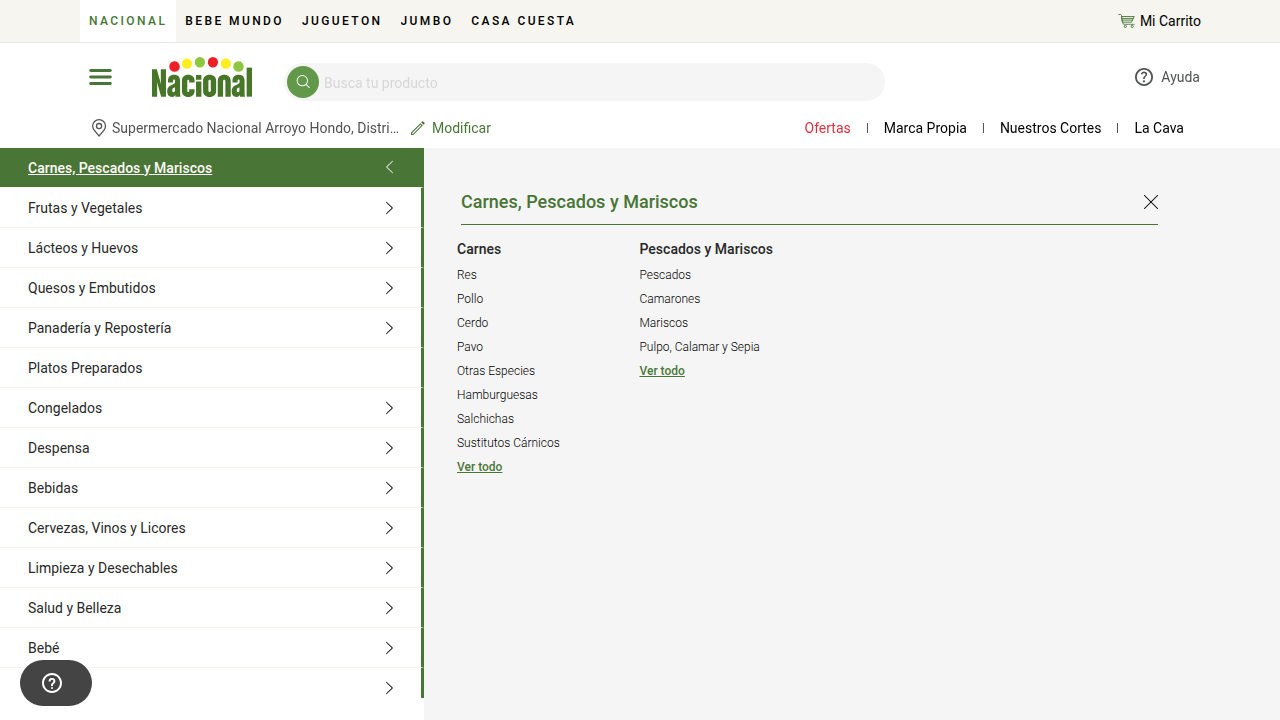 NACIONAL BEBE MUNDO JUGUETON JUMBO CASA CUESTA Mi Carrito
Nacional
Busca tu producto
Ayuda
Supermercado Nacional Arroyo Hondo, Distri... Modificar
Ofertas Marca Propia Nuestros Cortes La Cava
Carnes, Pescados y Mariscos
Frutas y Vegetales
Lácteos y Huevos
Quesos y Embutidos
Panadería y Repostería
Platos Preparados
Congelados
Despensa
Bebidas
Cervezas, Vinos y Licores
Limpieza y Desechables
Salud y Belleza
Bebé
Carnes, Pescados y Mariscos
Carnes
Res
Pollo
Cerdo
Pavo
Otras Especies
Hamburguesas
Salchichas
Sustitutos Cárnicos
Ver todo
Pescados y Mariscos
Pescados
Camarones
Mariscos
Pulpo, Calamar y Sepia
Ver todo